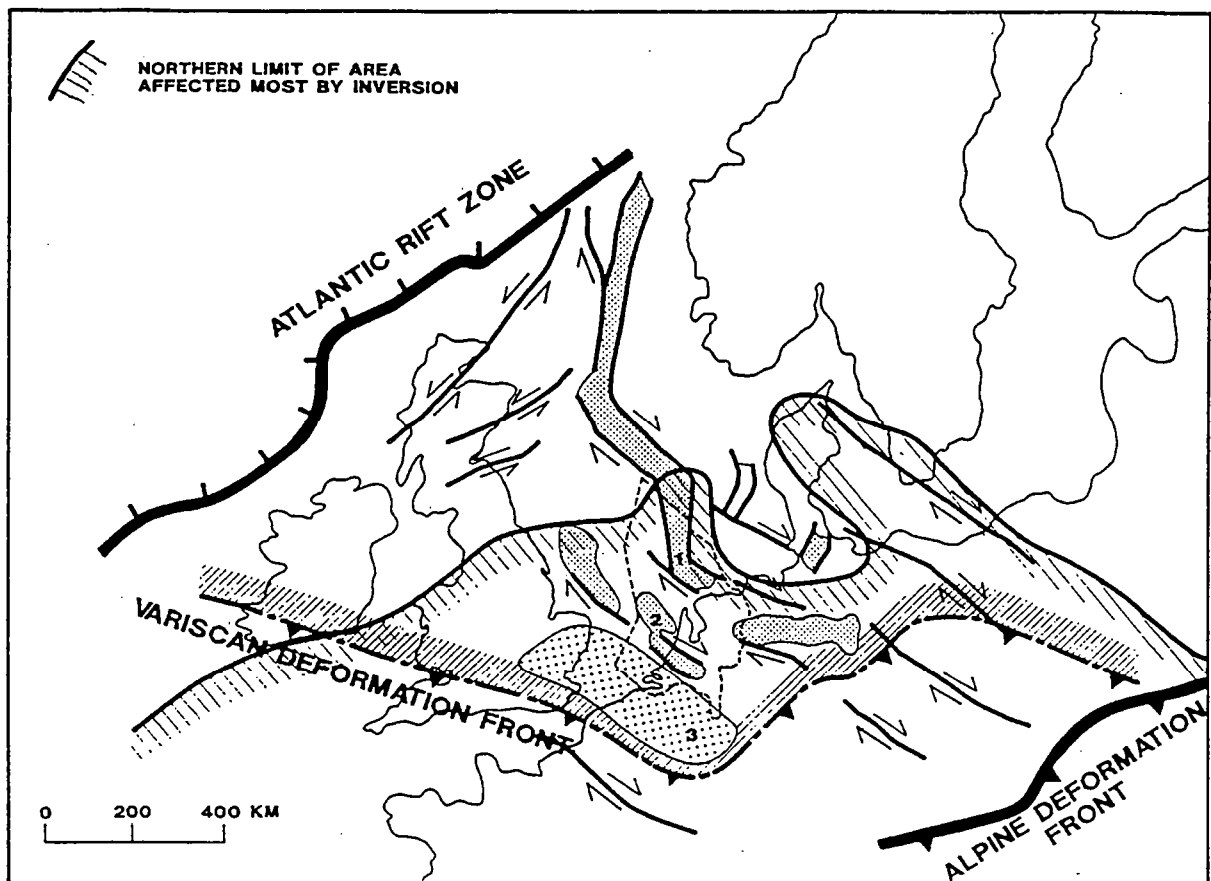 NORTHERN LIMIT OF AREA
AFFECTED MOST BY INVERSION
ATLANTIC RIFT ZONE
1
2
VARISCAN DEFORMATION FRONT
3
0 200 400 KM
ALPINE DEFORMATION
FRONT